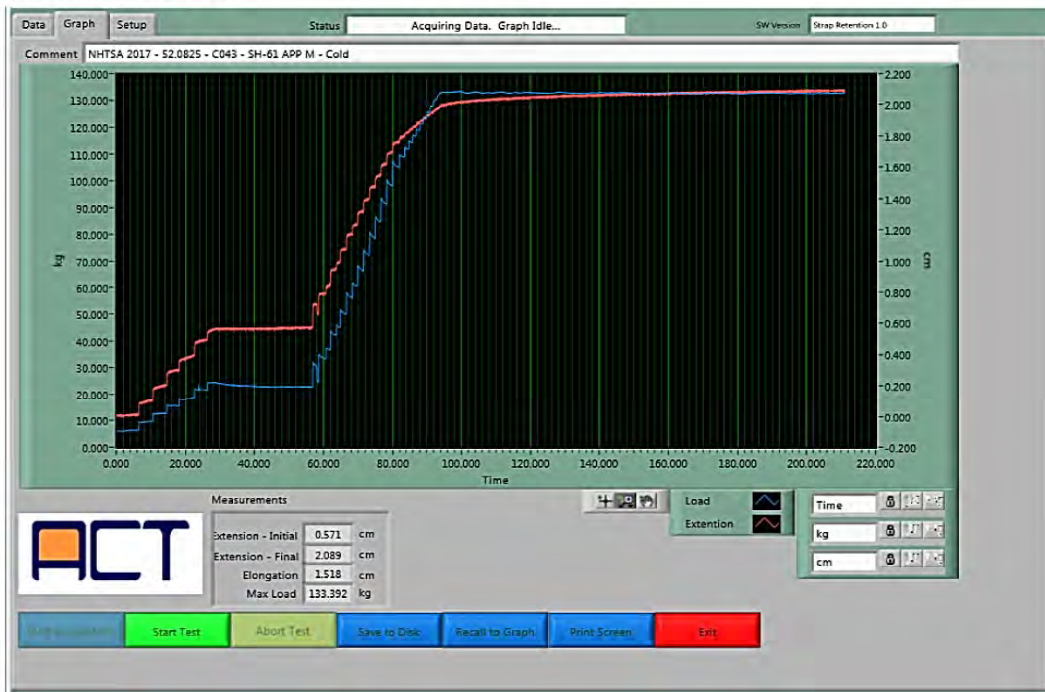 Data Graph Setup Status Acquiring Data. Graph Idle... SW Version Strap Retention 1.0
Comment NHTSA 2017 - S2.0825 - C043 - SH-61 APP M - Cold
140.000 2.200
130.000 2.000
120.000 1.800
110.000 1.600
100.000
90.000 1.400
80.000 1.200
kg 70.000 1.000 cm
60.000 0.800
50.000 0.600
40.000
30.000 0.400
20.000 0.200
10.000 0.000
0.000 -0.200
0.000 20.000 40.000 60.000 80.000 100.000 120.000 140.000 160.000 180.000 200.000 220.000
Time
Measurements
Load
Extention
Time
kg
cm
ACT
Extension - Initial 0.571 cm
Extension - Final 2.089 cm
Elongation 1.518 cm
Max Load 133.392 kg
Start Test Abort Test Save to Disk Recall to Graph Print Screen Exit